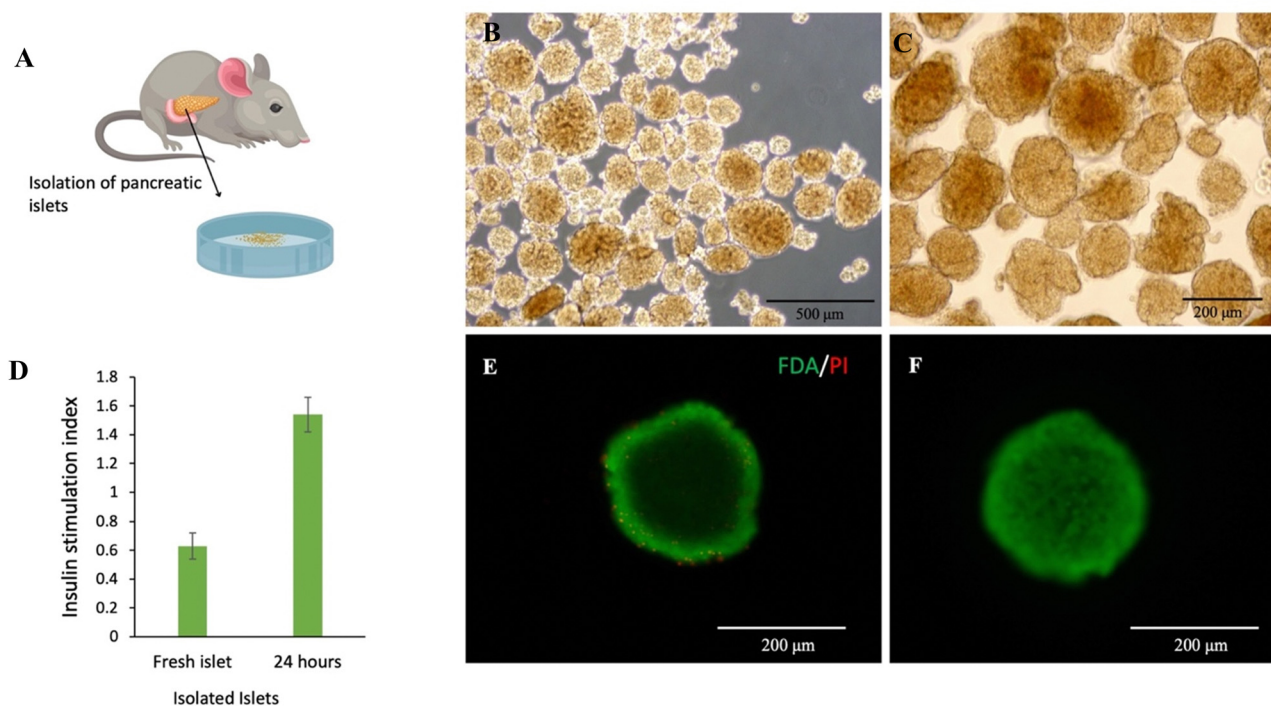 A
Isolation of pancreatic
islets
B
500 µm
C
200 µm
D
Insulin stimulation index
1.8
1.6
1.4
1.2
1
0.8
0.6
0.4
0.2
0
Fresh islet
24 hours
Isolated Islets
E
FDA/PI
200 µm
F
200 µm